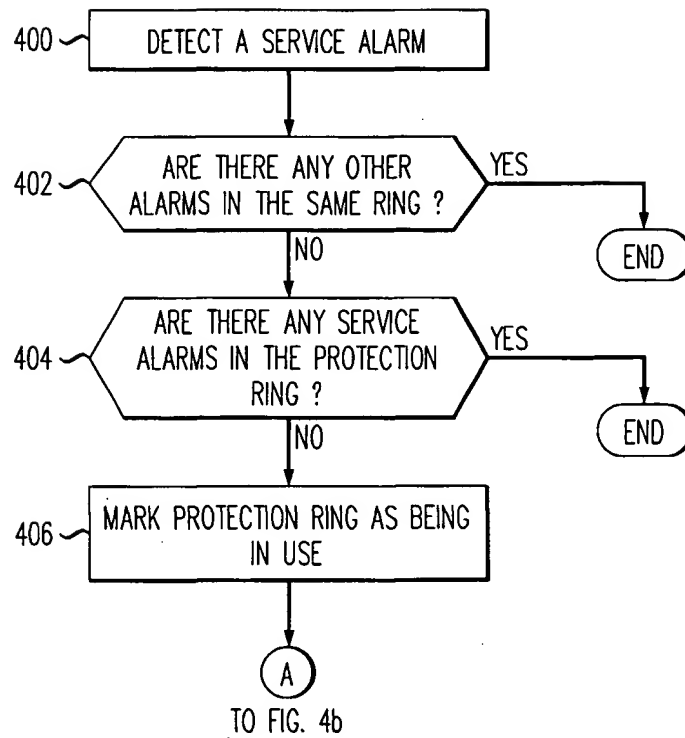 400
DETECT A SERVICE ALARM
402
ARE THERE ANY OTHER
ALARMS IN THE SAME RING ?
YES
END
NO
404
ARE THERE ANY SERVICE
ALARMS IN THE PROTECTION
RING ?
YES
END
NO
406
MARK PROTECTION RING AS BEING
IN USE
A
TO FIG. 4b